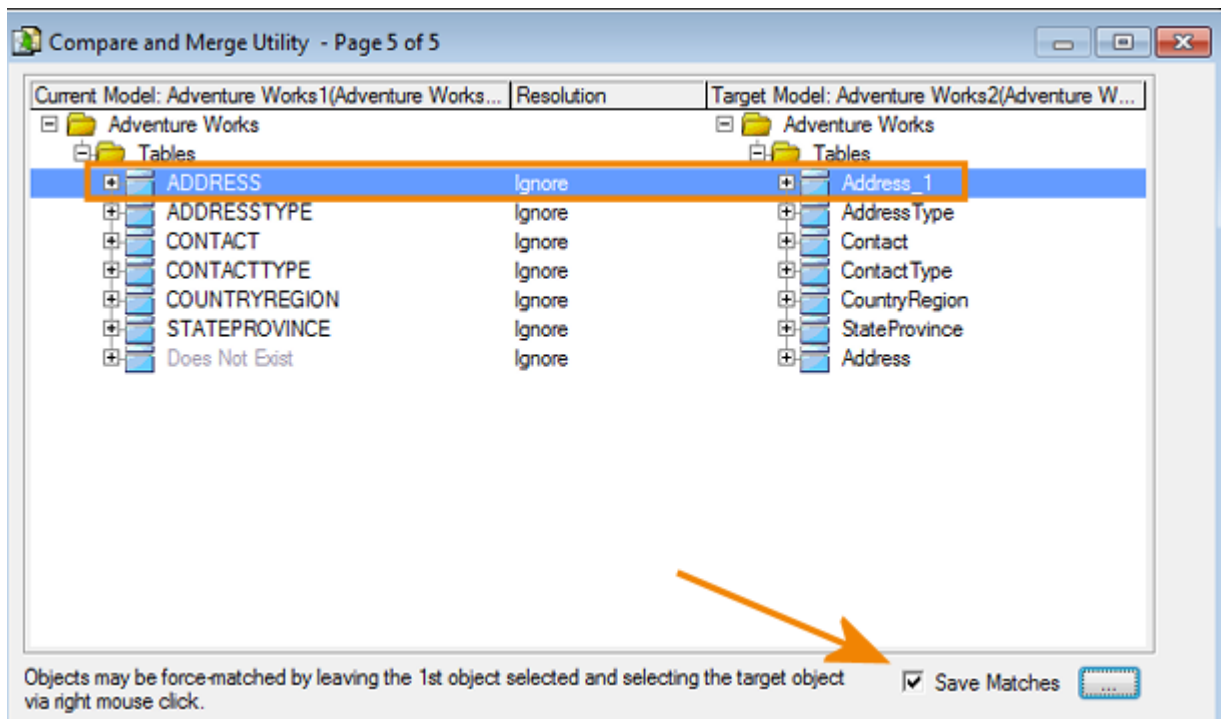 Compare and Merge Utility - Page 5 of 5
Current Model: Adventure Works1(Adventure Works... Resolution Target Model: Adventure Works2(Adventure W...
Adventure Works Adventure Works
Tables Tables
ADDRESS Ignore Address_1
ADDRESSTYPE Ignore AddressType
CONTACT Ignore Contact
CONTACTTYPE Ignore ContactType
COUNTRYREGION Ignore CountryRegion
STATEPROVINCE Ignore StateProvince
Does Not Exist Ignore Address
Objects may be force-matched by leaving the 1st object selected and selecting the target object
via right mouse click.
Save Matches ...